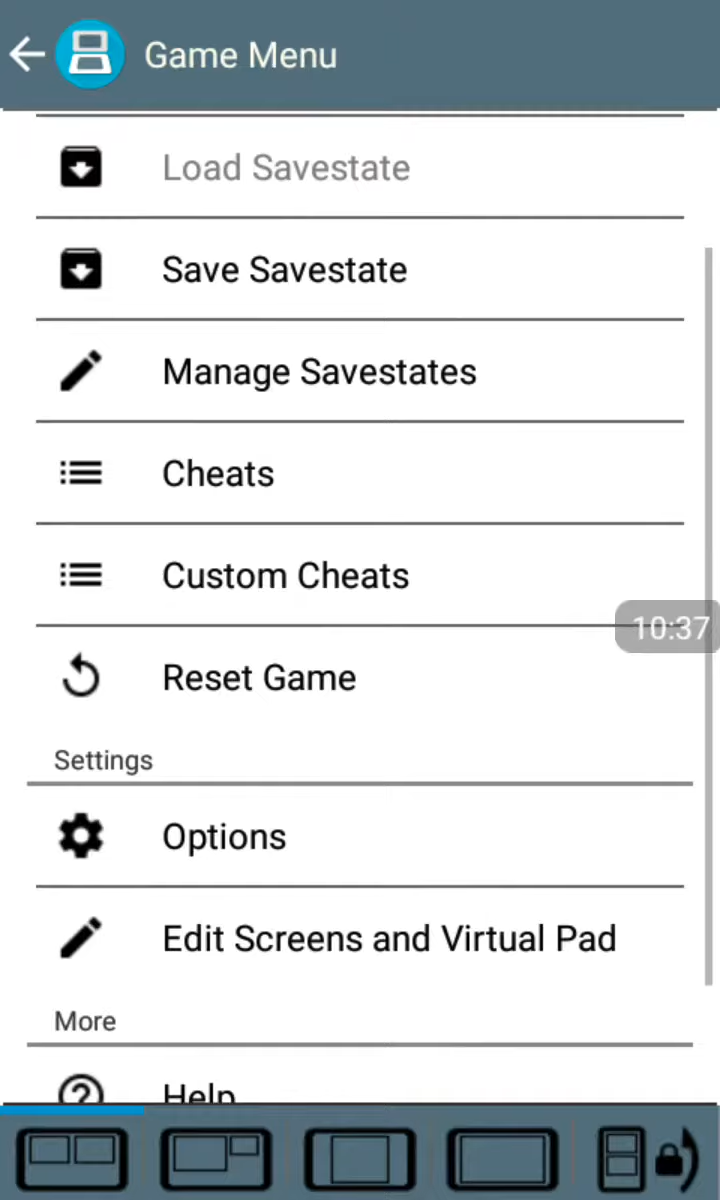 Game Menu
Load Savestate
Save Savestate
Manage Savestates
Cheats
Custom Cheats
10:37
Reset Game
Settings
Options
Edit Screens and Virtual Pad
More
Help